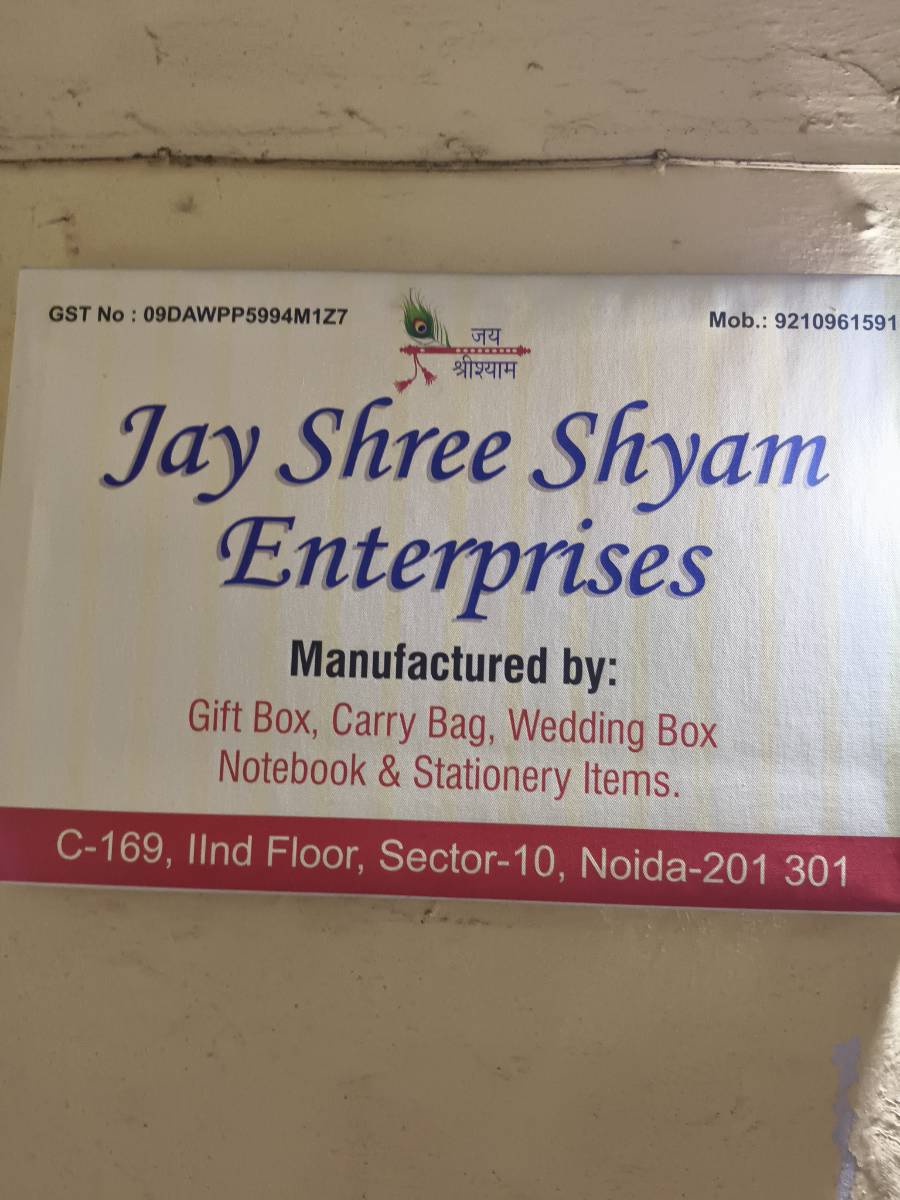 GST No : 09DAWPP5994M1Z7
Mob.: 9210961591
जय
श्रीश्याम
Jay Shree Shyam
Enterprises
Manufactured by:
Gift Box, Carry Bag, Wedding Box
Notebook & Stationery Items.
C-169, IInd Floor, Sector-10, Noida-201 301